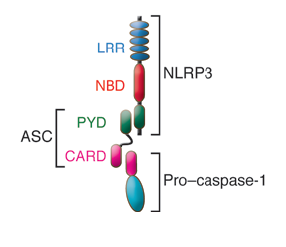 LRR
NLRP3
NBD
PYD
ASC
CARD
Pro–caspase-1